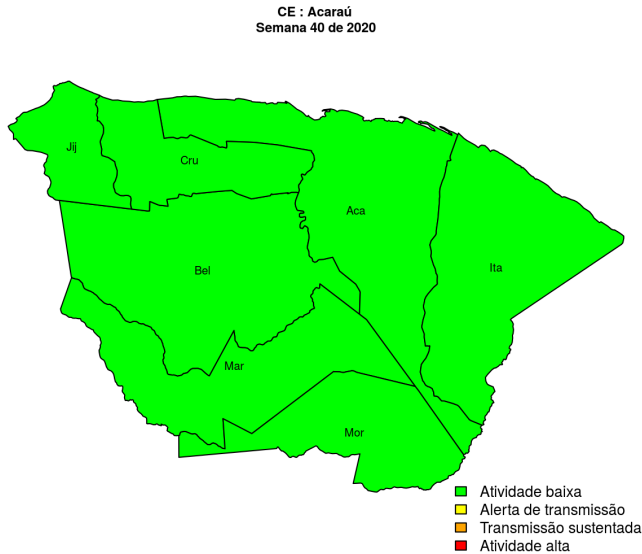 CE : Acaraú
Semana 40 de 2020
Jij
Cru
Aca
Bel
Ita
Mar
Mor
Atividade baixa
Alerta de transmissão
Transmissão sustentada
Atividade alta